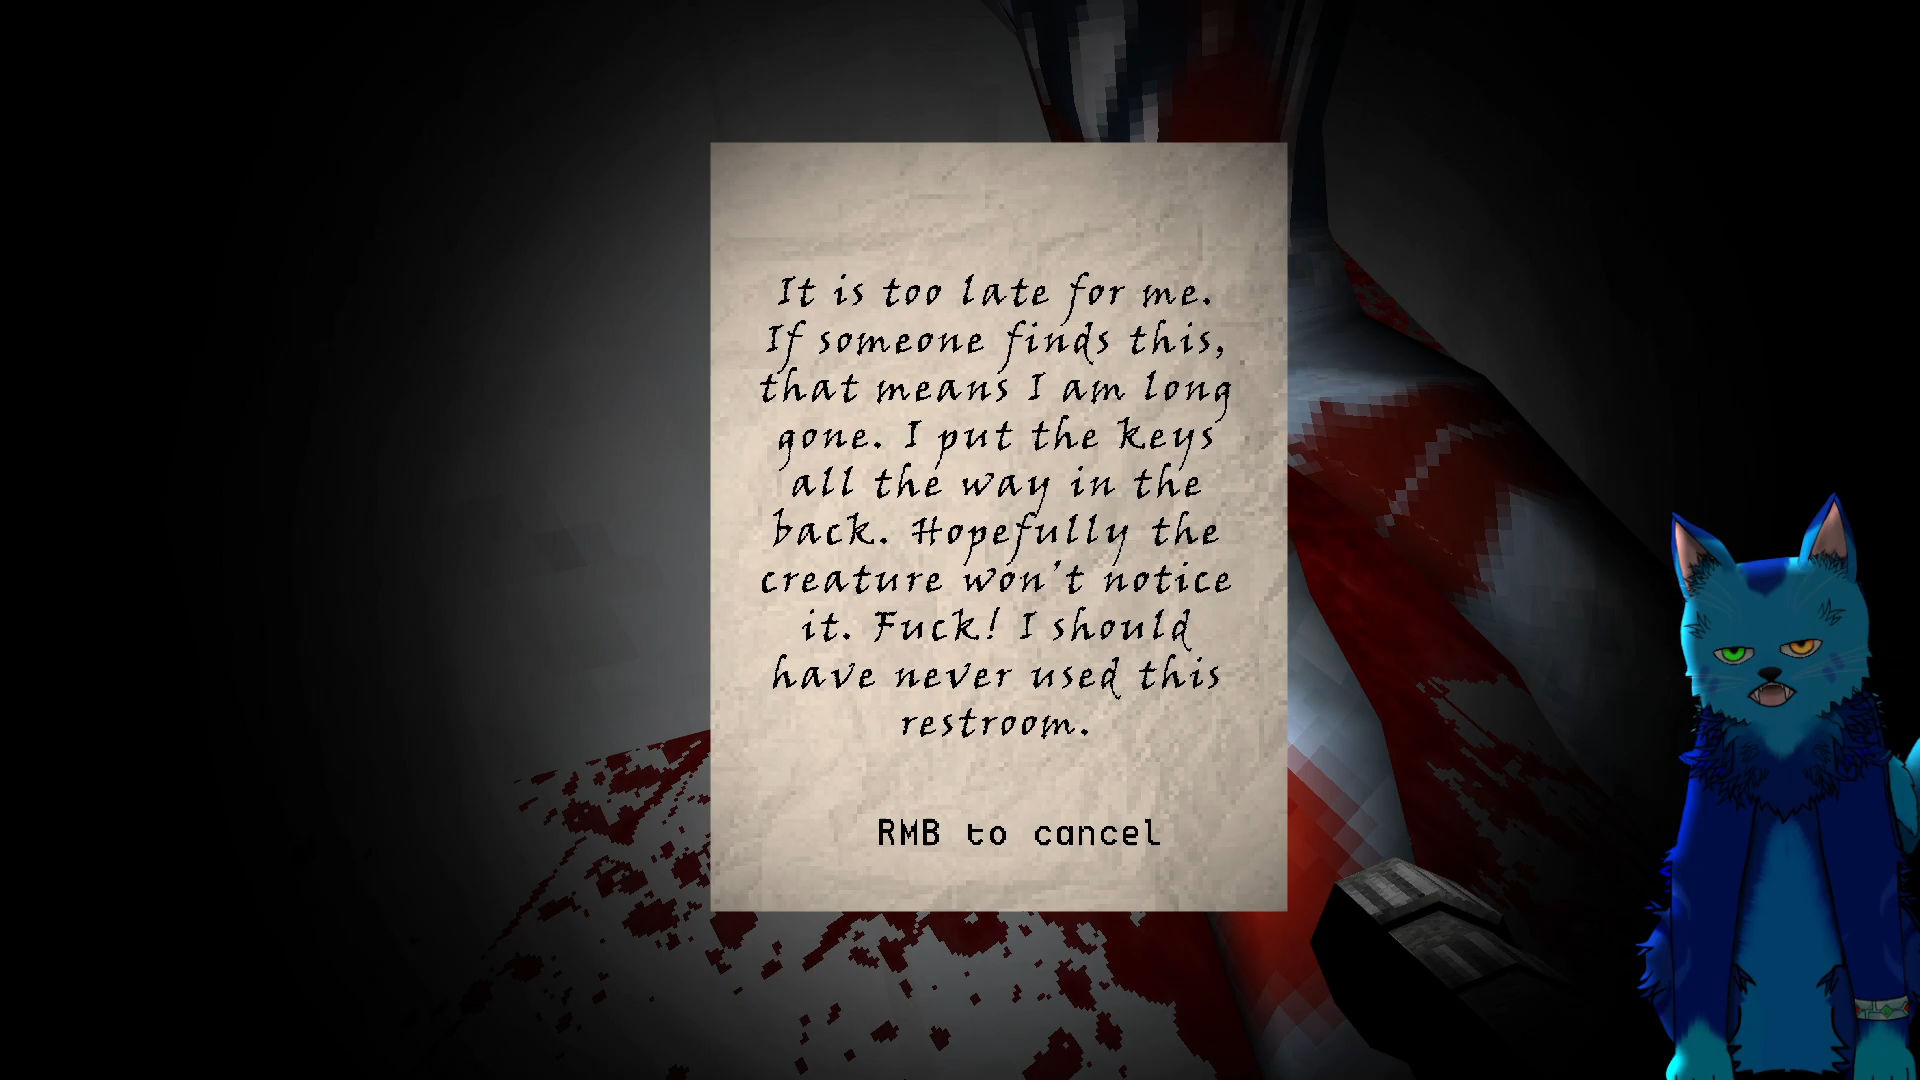 It is too late for me.
If someone finds this,
that means I am long
gone. I put the keys
all the way in the
back. Hopefully the
creature won't notice
it. Fuck! I should
have never used this
restroom.
RMB to cancel